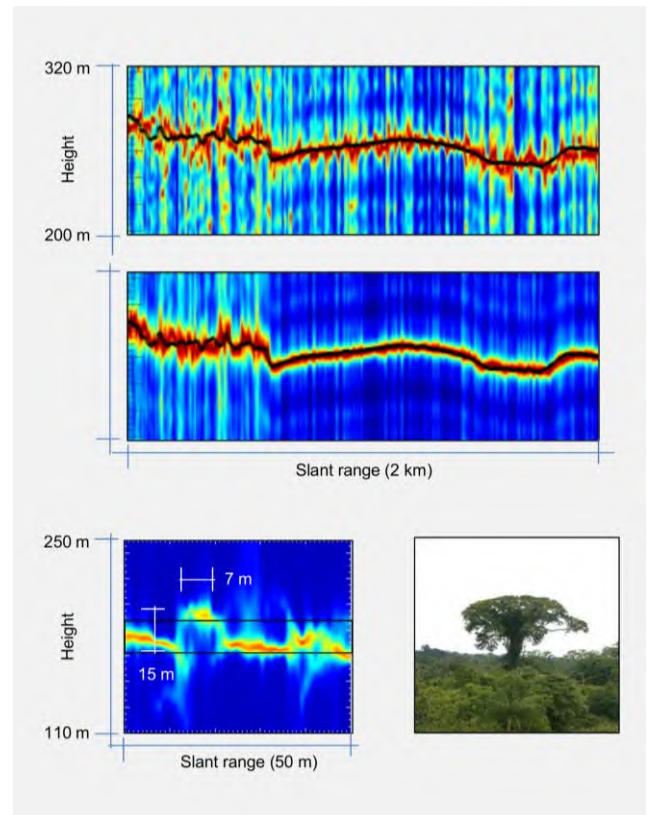 320 m
Height
200 m
Slant range (2 km)
250 m
Height
7 m
15 m
110 m
Slant range (50 m)